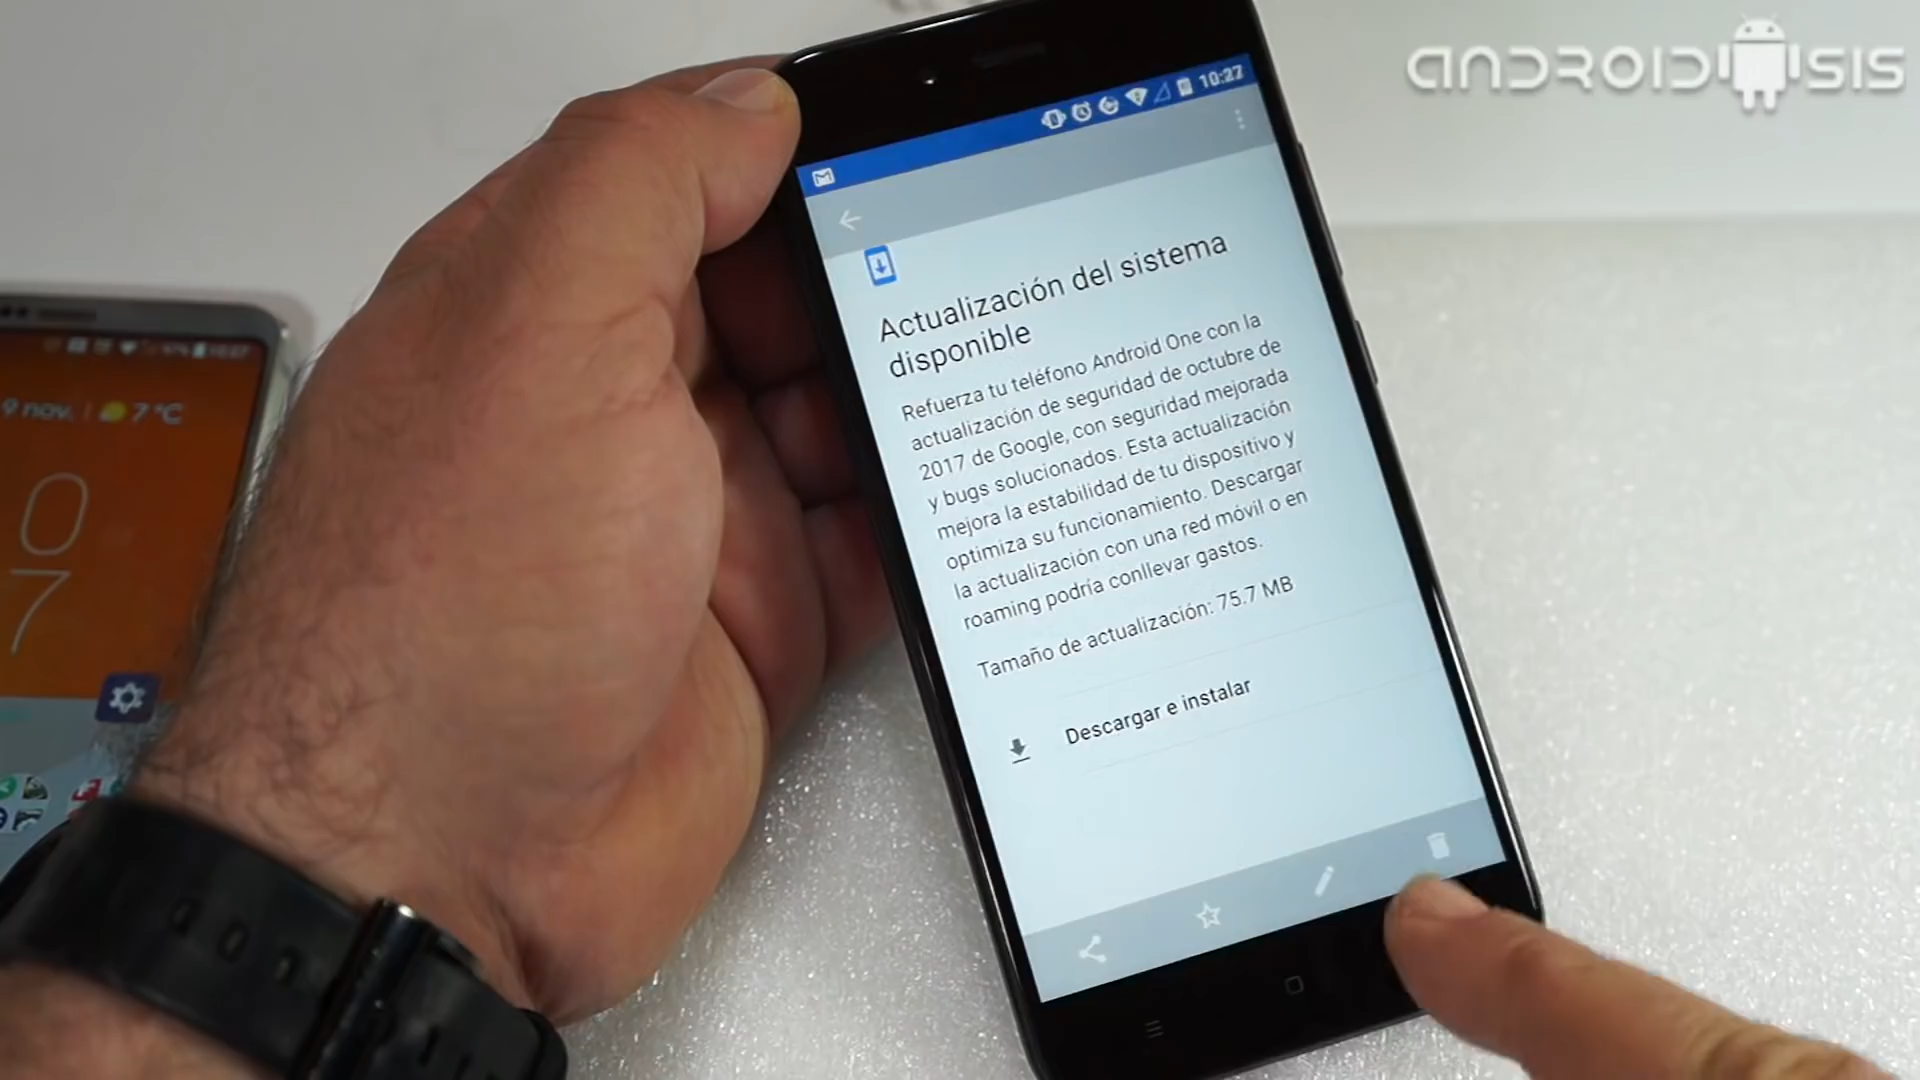 ANDROIDSIS
10:27
Actualización del sistema
disponible
Refuerza tu teléfono Android One con la
actualización de seguridad de octubre de
2017 de Google, con seguridad mejorada
y bugs solucionados. Esta actualización
mejora la estabilidad de tu dispositivo y
optimiza su funcionamiento. Descargar
la actualización con una red móvil o en
roaming podría conllevar gastos.
Tamaño de actualización: 75.7 MB
Descargar e instalar
9 nov. | 7 °C
0
7